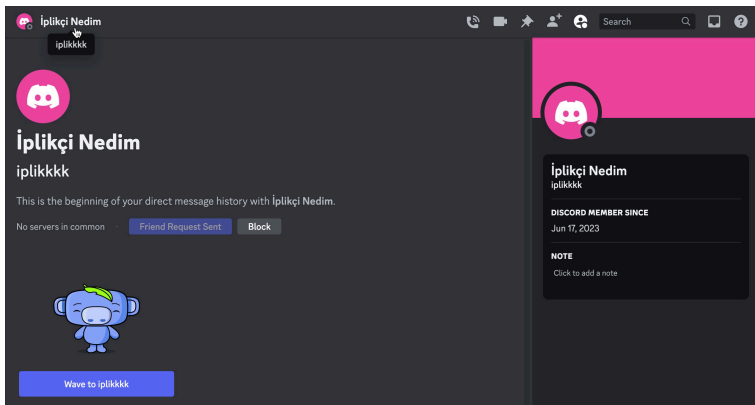 İplikçi Nedim
Search
iplikkkk
İplikçi Nedim
iplikkkk
This is the beginning of your direct message history with İplikçi Nedim.
No servers in common
Friend Request Sent
Block
Wave to iplikkkk
İplikçi Nedim
iplikkkk
DISCORD MEMBER SINCE
Jun 17, 2023
NOTE
Click to add a note